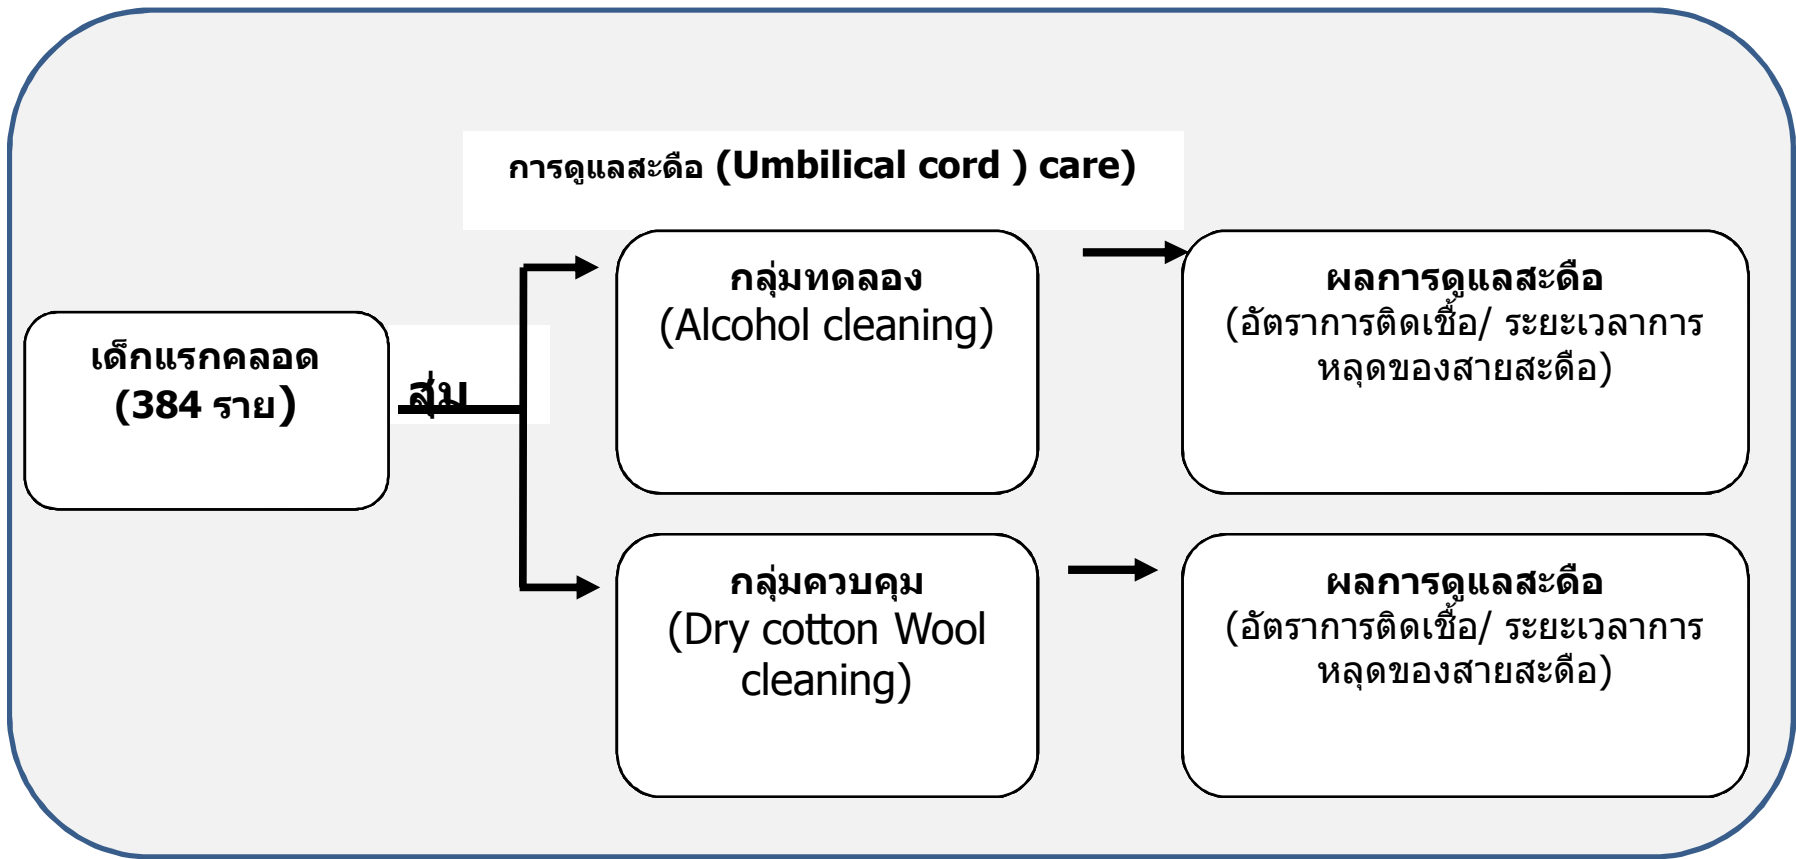 การดูแลสะดือ (Umbilical cord ) care)
เด็กแรกคลอด
(384 ราย)
สุ่ม
กลุ่มทดลอง
(Alcohol cleaning)
ผลการดูแลสะดือ
(อัตราการติดเชื้อ/ ระยะเวลาการ
หลุดของสายสะดือ)
กลุ่มควบคุม
(Dry cotton Wool
cleaning)
ผลการดูแลสะดือ
(อัตราการติดเชื้อ/ ระยะเวลาการ
หลุดของสายสะดือ)